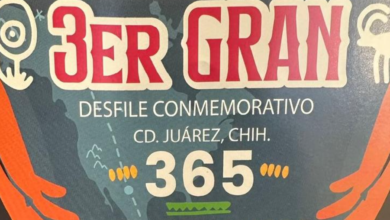 3ER GRAN
DESFILE CONMEMORATIVO
CD. JUÁREZ, CHIH.
365